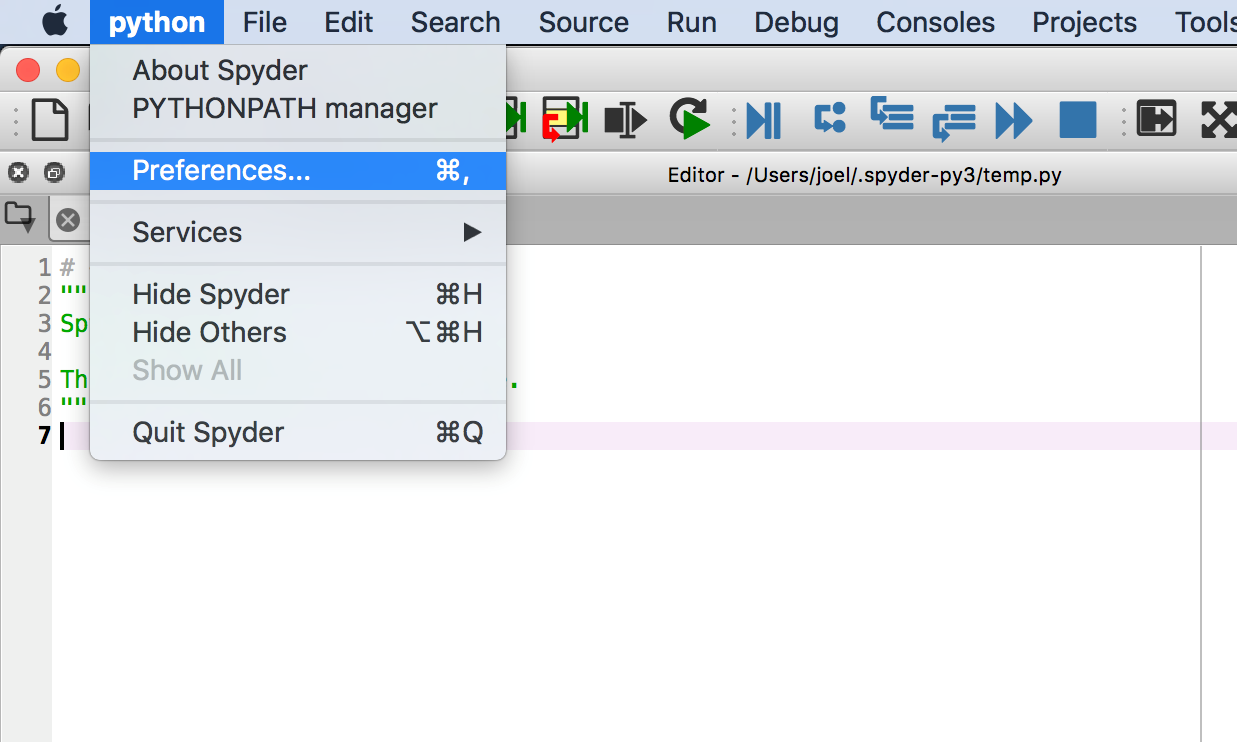 python File Edit Search Source Run Debug Consoles Projects Tools
About Spyder
PYTHONPATH manager
Preferences... ⌘,
Services
Hide Spyder ⌘H
Hide Others ⌥⌘H
Show All
Quit Spyder ⌘Q
Editor - /Users/joel/.spyder-py3/temp.py
1 #
2 """
3 Sp
4
5 Th .
6 """
7